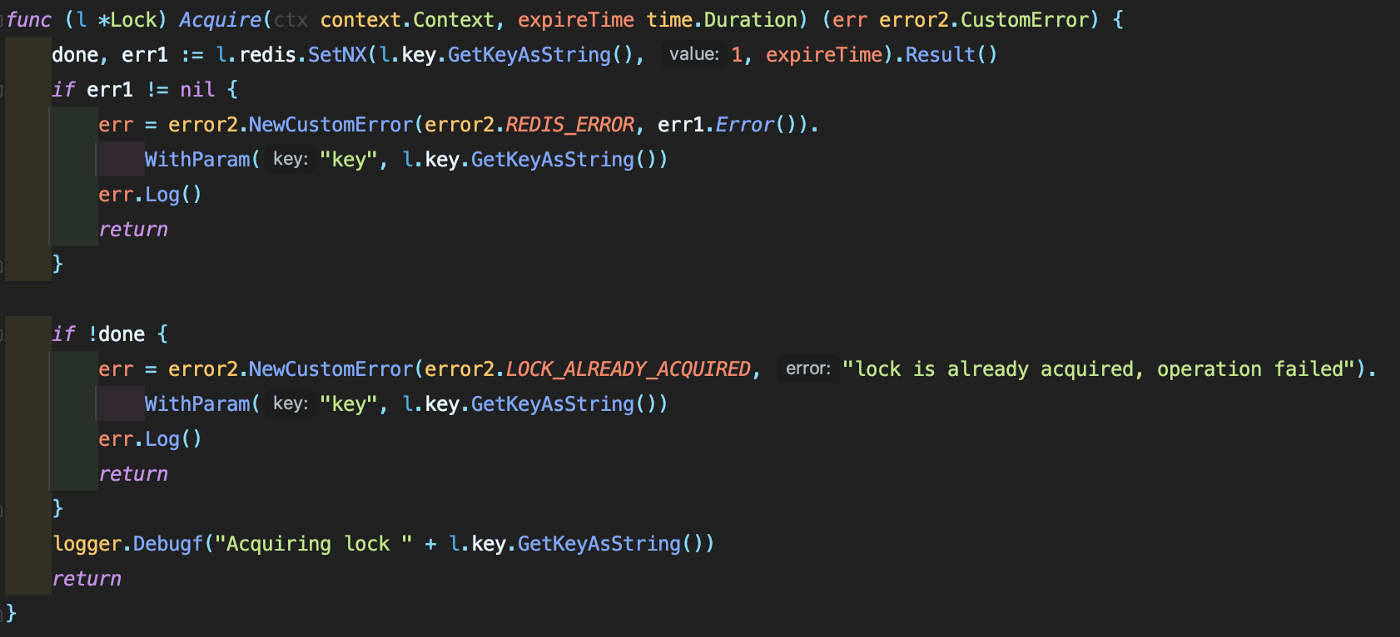 func (l *Lock) Acquire(ctx context.Context, expireTime time.Duration) (err error2.CustomError) {
    done, err1 := l.redis.SetNX(l.key.GetKeyAsString(), value: 1, expireTime).Result()
    if err1 != nil {
        err = error2.NewCustomError(error2.REDIS_ERROR, err1.Error()).
            WithParam( key: "key", l.key.GetKeyAsString())
        err.Log()
        return
    }

    if !done {
        err = error2.NewCustomError(error2.LOCK_ALREADY_ACQUIRED, error: "lock is already acquired, operation failed").
            WithParam( key: "key", l.key.GetKeyAsString())
        err.Log()
        return
    }
    logger.Debugf("Acquiring lock " + l.key.GetKeyAsString())
    return
}